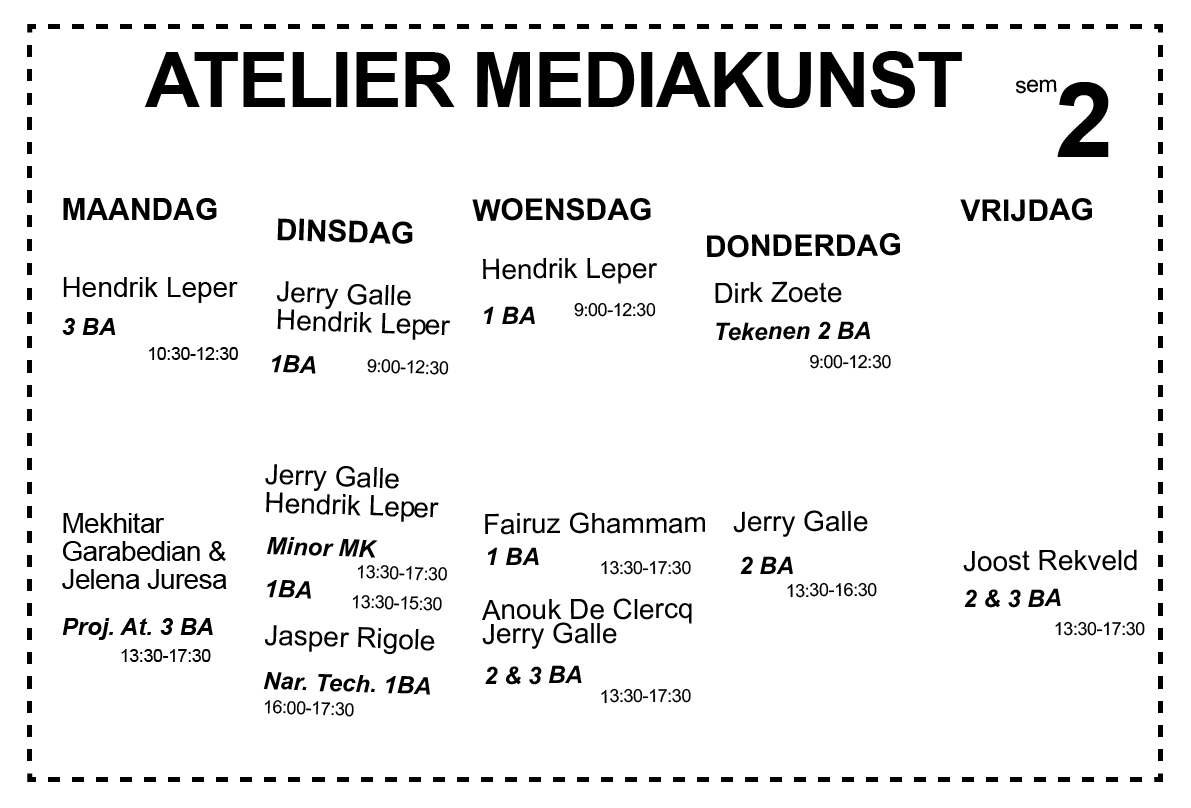 ATELIER MEDIAKUNST
sem 2
MAANDAG
Hendrik Leper
3 BA
10:30-12:30
Mekhitar
Garabedian &
Jelena Juresa
Proj. At. 3 BA
13:30-17:30
DINSDAG
Jerry Galle
Hendrik Leper
1BA 9:00-12:30
Jerry Galle
Hendrik Leper
Minor MK
13:30-17:30
1BA 13:30-15:30
Jasper Rigole
Nar. Tech. 1BA
16:00-17:30
WOENSDAG
Hendrik Leper
1 BA 9:00-12:30
Fairuz Ghammam
1 BA 13:30-17:30
Anouk De Clercq
Jerry Galle
2 & 3 BA
13:30-17:30
DONDERDAG
Dirk Zoete
Tekenen 2 BA
9:00-12:30
Jerry Galle
2 BA
13:30-16:30
VRIJDAG
Joost Rekveld
2 & 3 BA
13:30-17:30